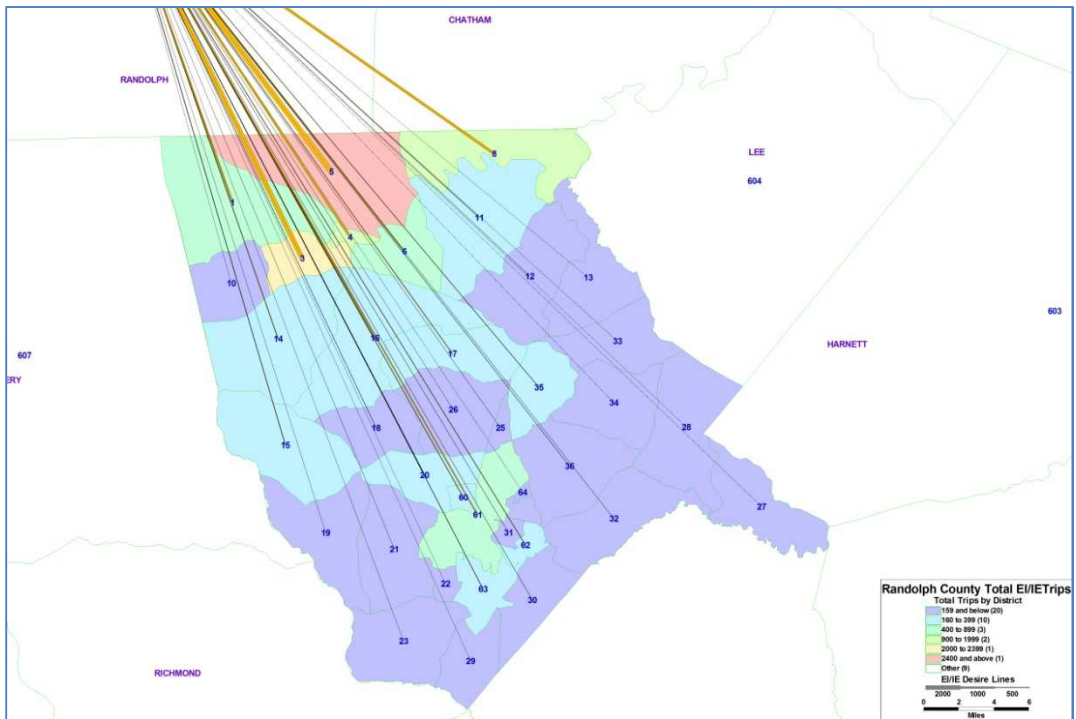 CHATHAM
RANDOLPH
LEE
604
5
1
11
4
3
6
10
12
13
603
607
ERY
14
16
17
33
HARNETT
35
34
26
18
25
28
15
36
20
60
64
27
61
32
19
31
21
62
22
63
30
23
29
RICHMOND
Randolph County Total EI/IETrips
Total Trips by District
159 and below (20)
160 to 399 (10)
400 to 899 (3)
900 to 1999 (2)
2000 to 2399 (1)
2400 and above (1)
Other (9)
EI/IE Desire Lines
2000 1000 500
0 2 4 6
Miles